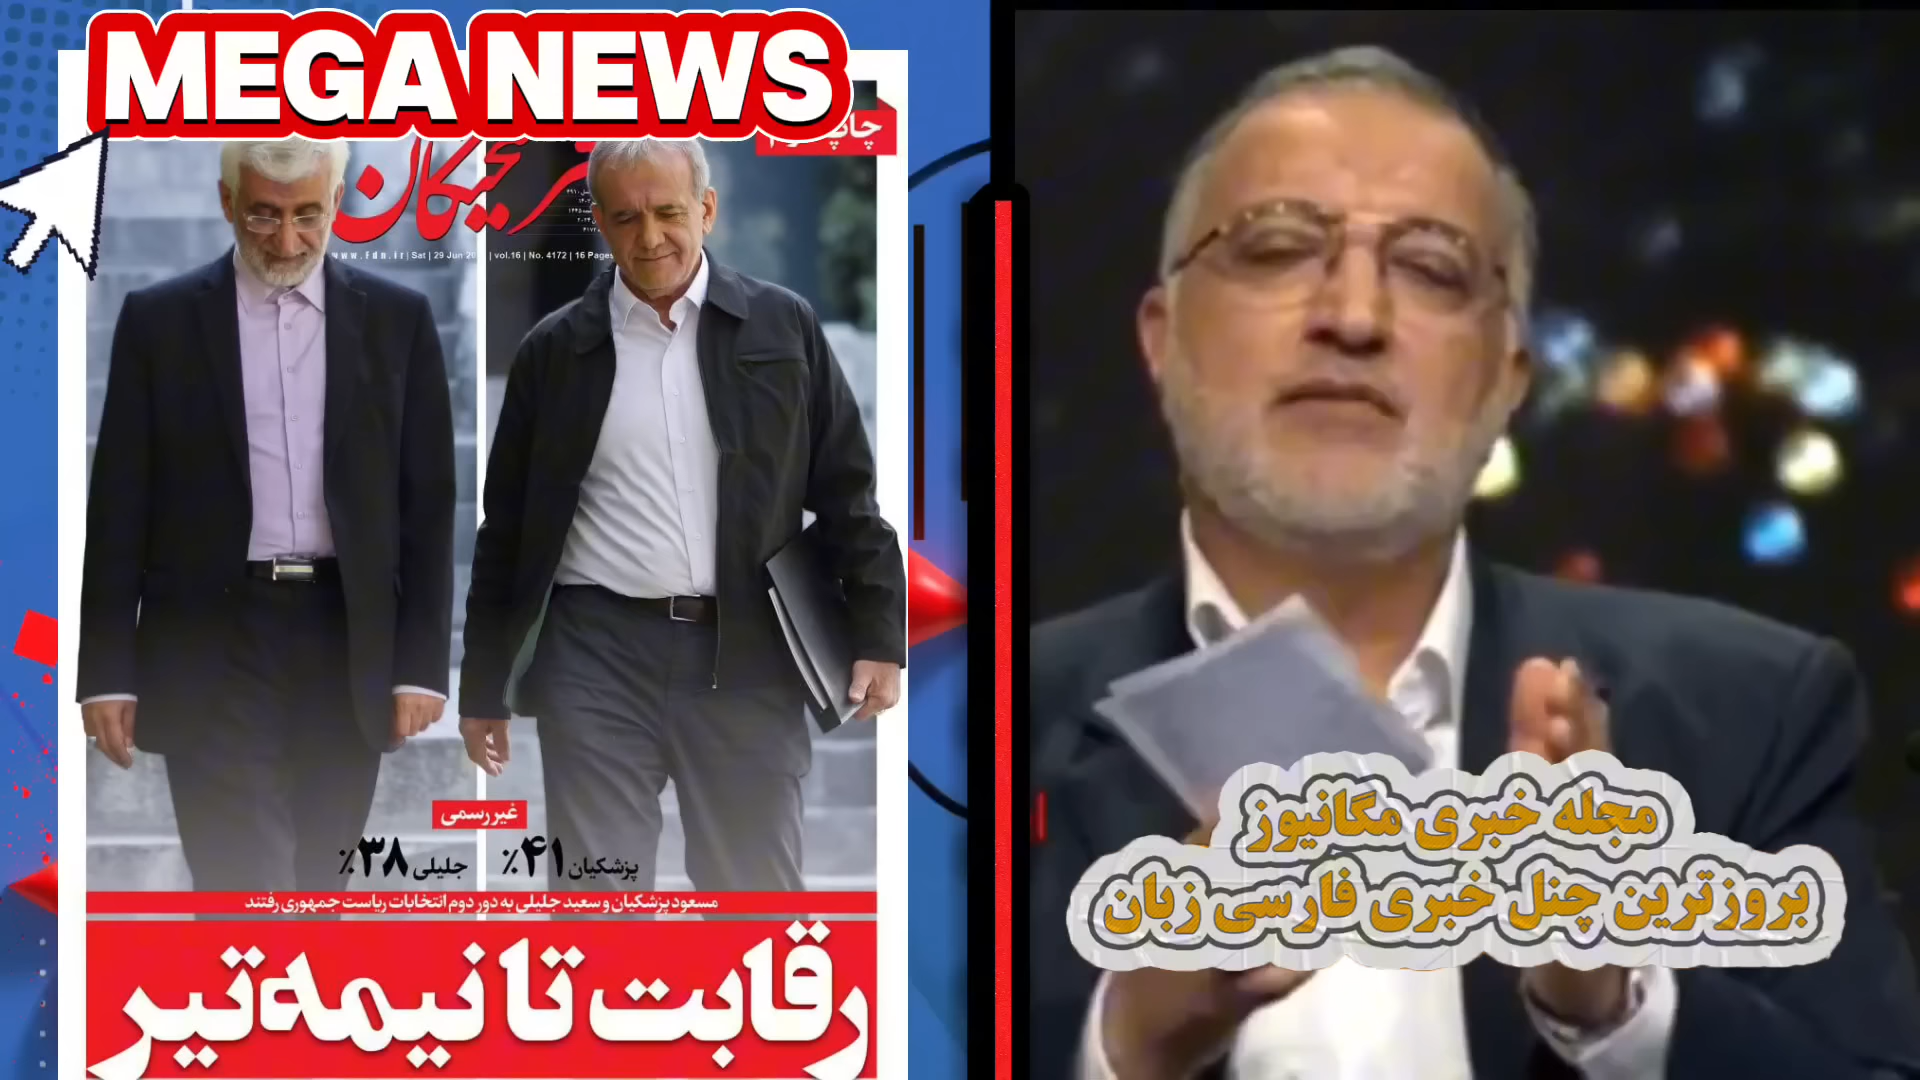 MEGA NEWS
فرهیختگان
www.fdn.ir | Sat | 29 Jun | vol.16 | No. 4172 | 16 Pages
غیررسمی
پزشکیان ۴۱٪ جلیلی ۳۸٪
مسعود پزشکیان و سعید جلیلی به دور دوم انتخابات ریاست جمهوری رفتند
رقابت تا نیمه‌تیر
مجله خبری مگانیوز
بروزترین چنل خبری فارسی زبان